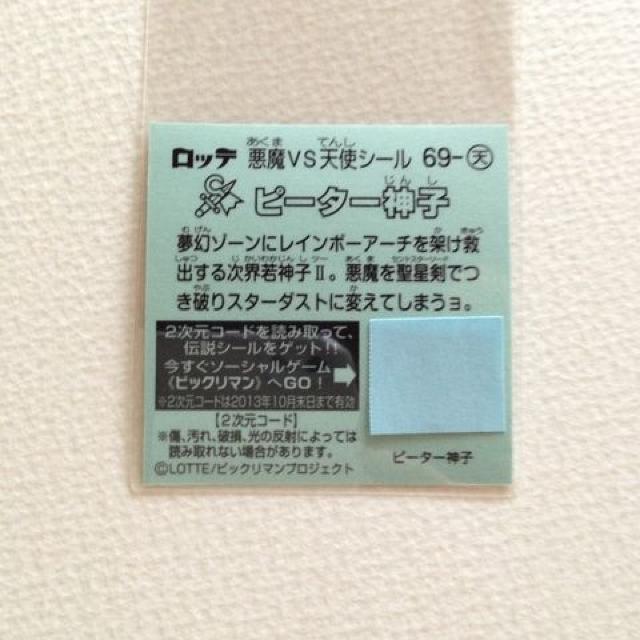 ロッテ 悪魔VS天使シール 69-天
ピーター神子
夢幻ゾーンにレインボーアーチを架け救
出する次界若神子Ⅱ。悪魔を聖星剣でつ
き破りスターダストに変えてしまうョ。
2次元コードを読み取って、
伝説シールをゲット!!
今すぐソーシャルゲーム
《ビックリマン》へGO!
※2次元コードは2013年10月末日まで有効
【2次元コード】
※傷、汚れ、破損、光の反射によっては
読み取れない場合があります。
©LOTTE/ビックリマンプロジェクト
ピーター神子